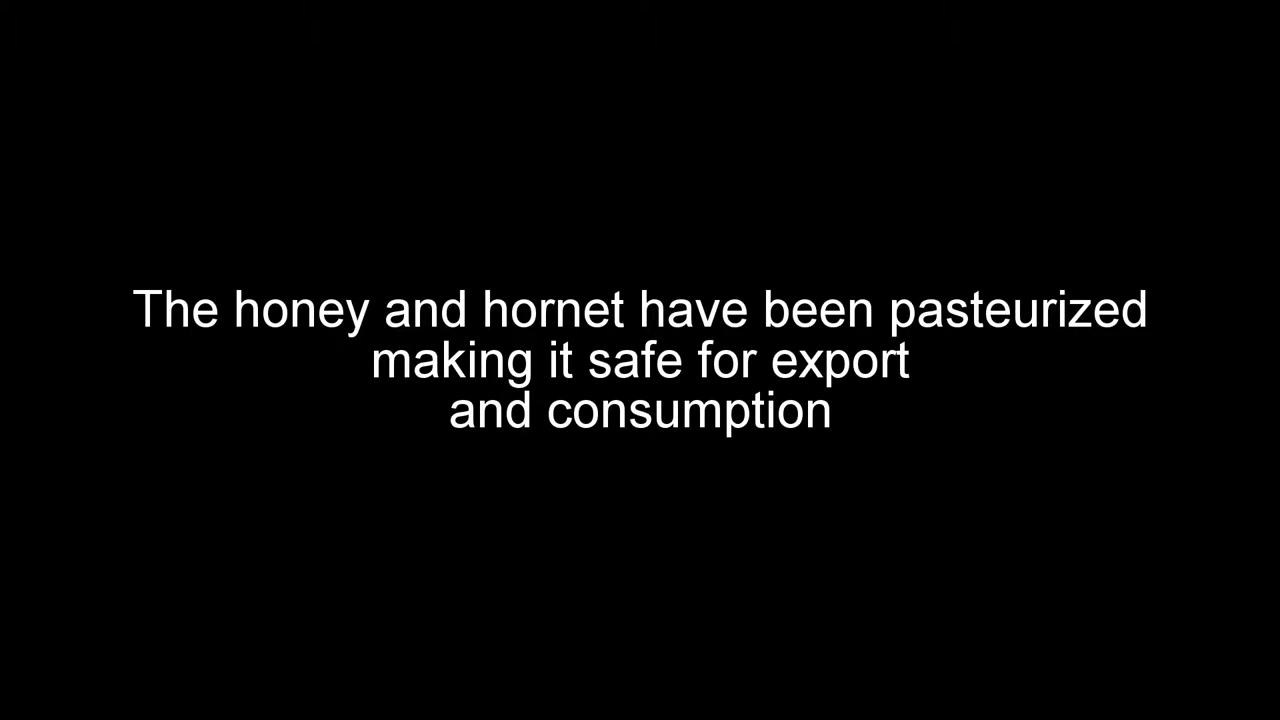 The honey and hornet have been pasteurized
making it safe for export
and consumption